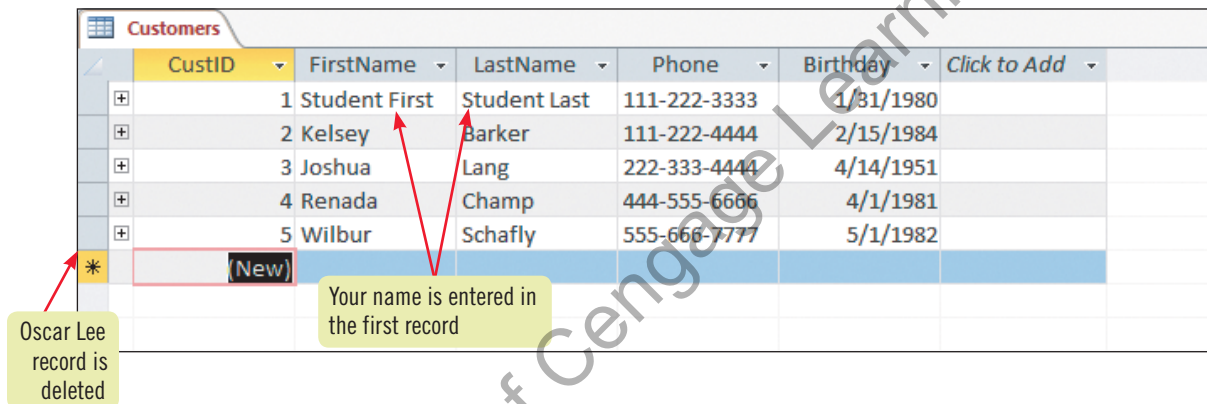 Customers
CustID FirstName LastName Phone Birthday Click to Add
1 Student First Student Last 111-222-3333 1/31/1980
2 Kelsey Barker 111-222-4444 2/15/1984
3 Joshua Lang 222-333-4444 4/14/1951
4 Renada Champ 444-555-6666 4/1/1981
5 Wilbur Schafly 555-666-7777 5/1/1982
(New)
Your name is entered in
the first record
Oscar Lee
record is
deleted
of Cengage Learni